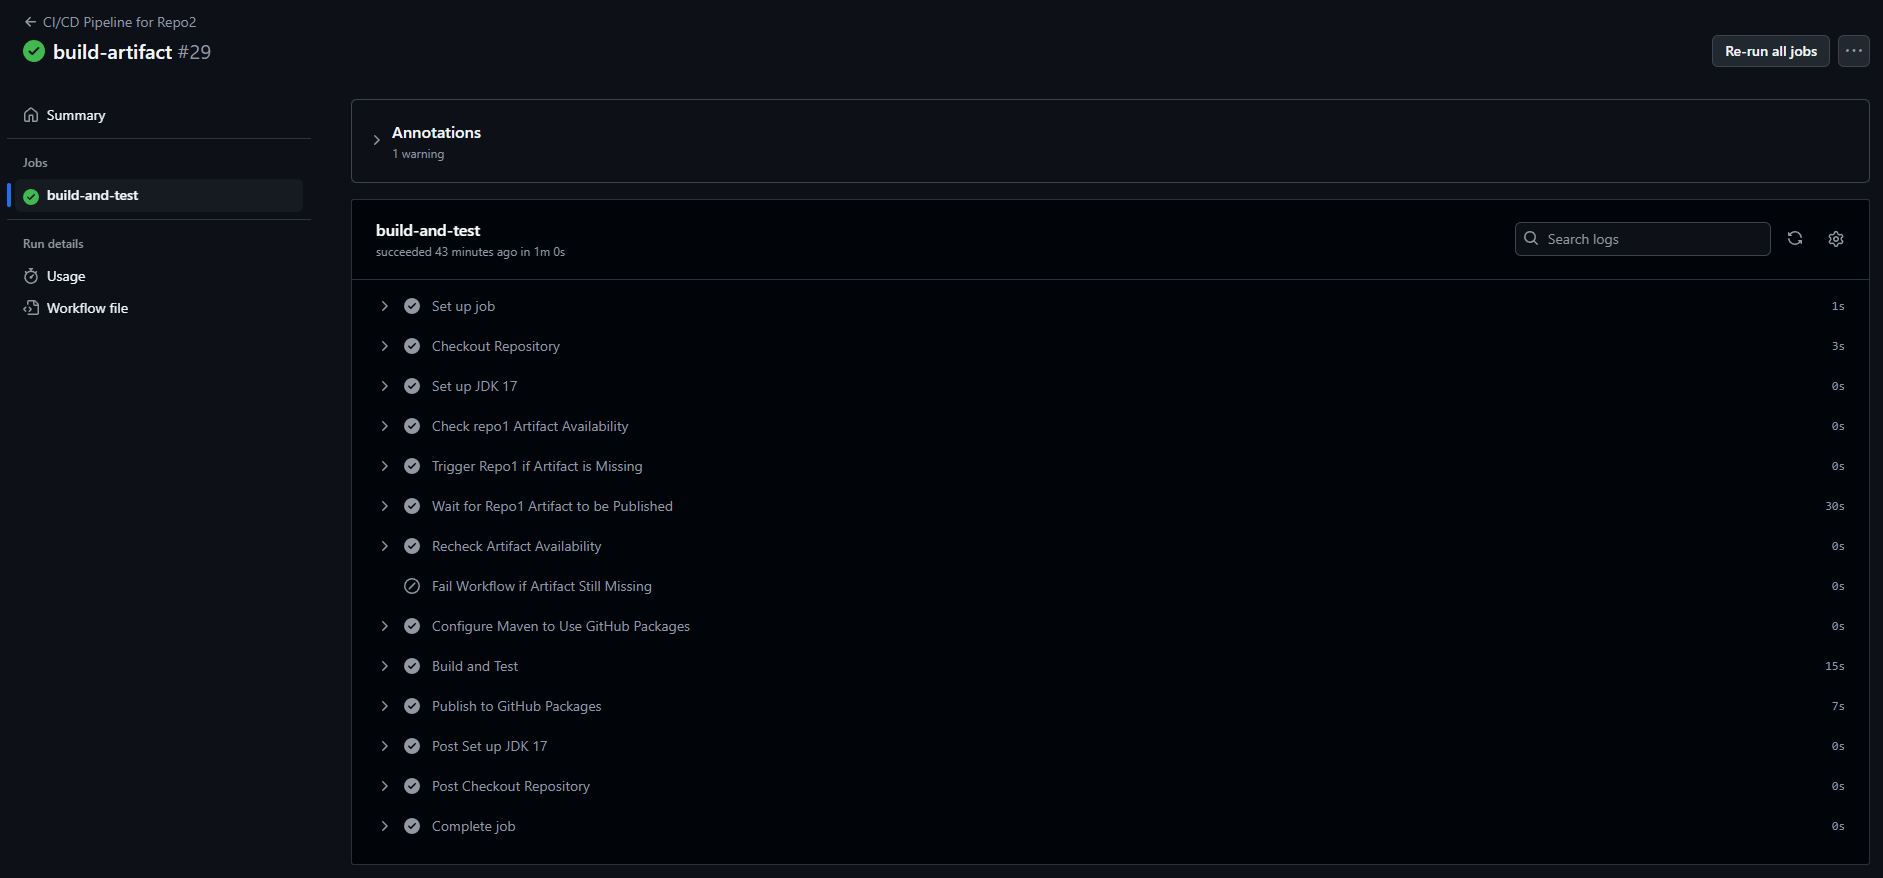 CI/CD Pipeline for Repo2
build-artifact #29
Re-run all jobs
Summary
Jobs
build-and-test
Run details
Usage
Workflow file
Annotations
1 warning
build-and-test
succeeded 43 minutes ago in 1m 0s
Search logs
Set up job 1s
Checkout Repository 3s
Set up JDK 17 0s
Check repo1 Artifact Availability 0s
Trigger Repo1 if Artifact is Missing 0s
Wait for Repo1 Artifact to be Published 30s
Recheck Artifact Availability 0s
Fail Workflow if Artifact Still Missing 0s
Configure Maven to Use GitHub Packages 0s
Build and Test 15s
Publish to GitHub Packages 7s
Post Set up JDK 17 0s
Post Checkout Repository 0s
Complete job 0s